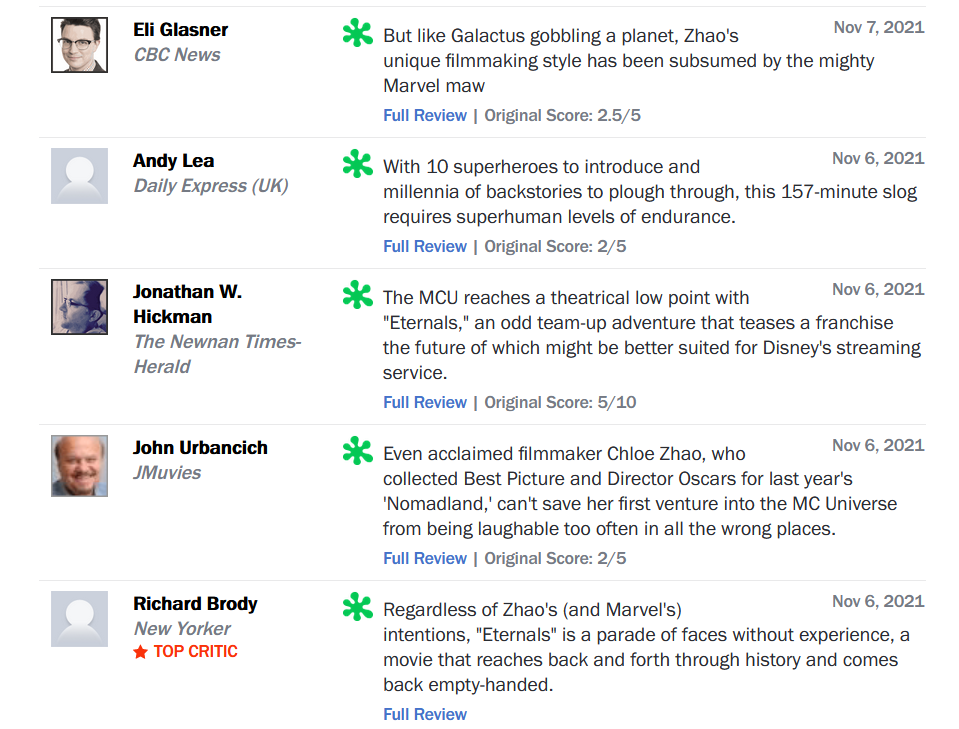 Eli Glasner
CBC News
But like Galactus gobbling a planet, Zhao's
unique filmmaking style has been subsumed by the mighty
Marvel maw
Nov 7, 2021
Full Review | Original Score: 2.5/5
Andy Lea
Daily Express (UK)
With 10 superheroes to introduce and
millennia of backstories to plough through, this 157-minute slog
requires superhuman levels of endurance.
Nov 6, 2021
Full Review | Original Score: 2/5
Jonathan W.
Hickman
The Newnan Times-
Herald
The MCU reaches a theatrical low point with
"Eternals," an odd team-up adventure that teases a franchise
the future of which might be better suited for Disney's streaming
service.
Nov 6, 2021
Full Review | Original Score: 5/10
John Urbancich
JMuvies
Even acclaimed filmmaker Chloe Zhao, who
collected Best Picture and Director Oscars for last year's
'Nomadland,' can't save her first venture into the MC Universe
from being laughable too often in all the wrong places.
Nov 6, 2021
Full Review | Original Score: 2/5
Richard Brody
New Yorker
TOP CRITIC
Regardless of Zhao's (and Marvel's)
intentions, "Eternals" is a parade of faces without experience, a
movie that reaches back and forth through history and comes
back empty-handed.
Nov 6, 2021
Full Review